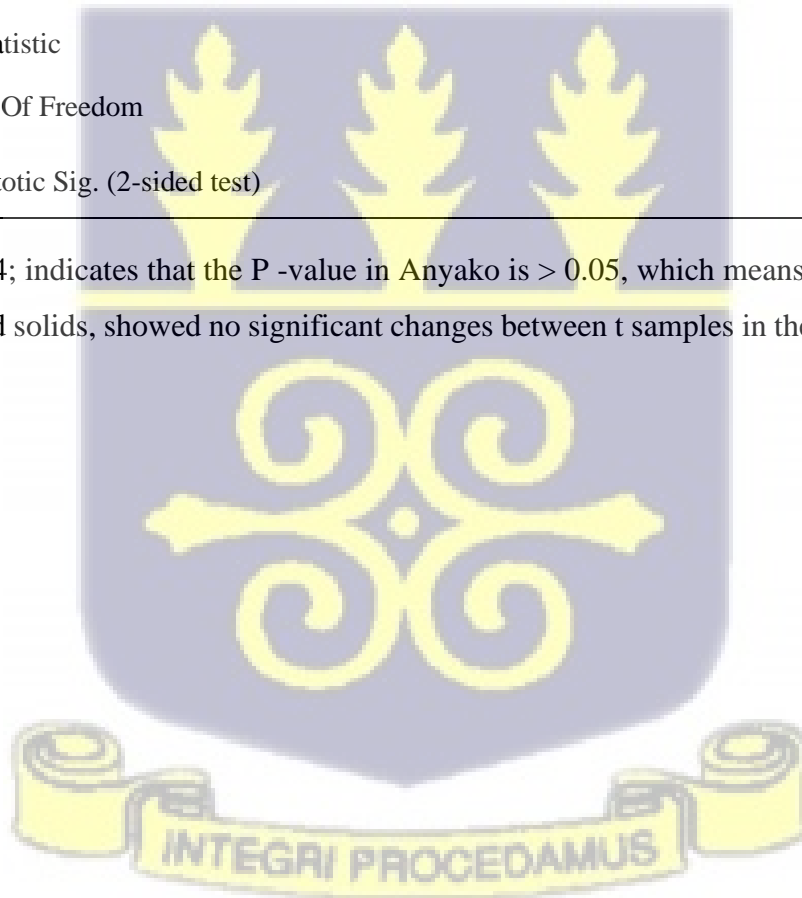 atistic
Of Freedom
totic Sig. (2-sided test)
4; indicates that the P -value in Anyako is > 0.05, which means
d solids, showed no significant changes between t samples in the
INTEGRI PROCEDAMUS